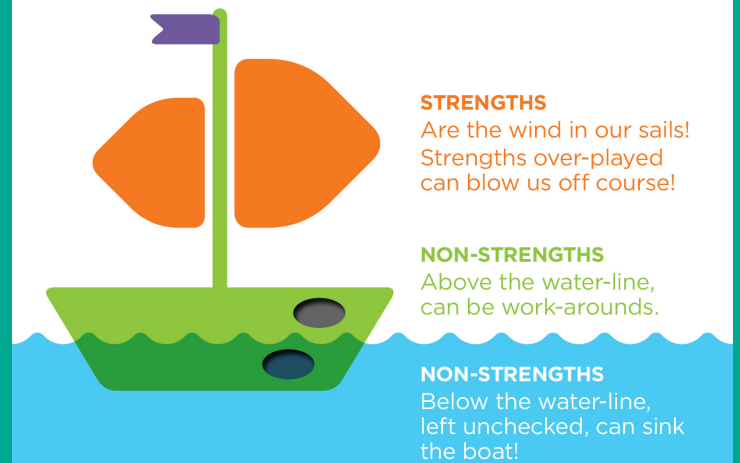 STRENGTHS
Are the wind in our sails!
Strengths over-played
can blow us off course!
NON-STRENGTHS
Above the water-line,
can be work-arounds.
NON-STRENGTHS
Below the water-line,
left unchecked, can sink
the boat!